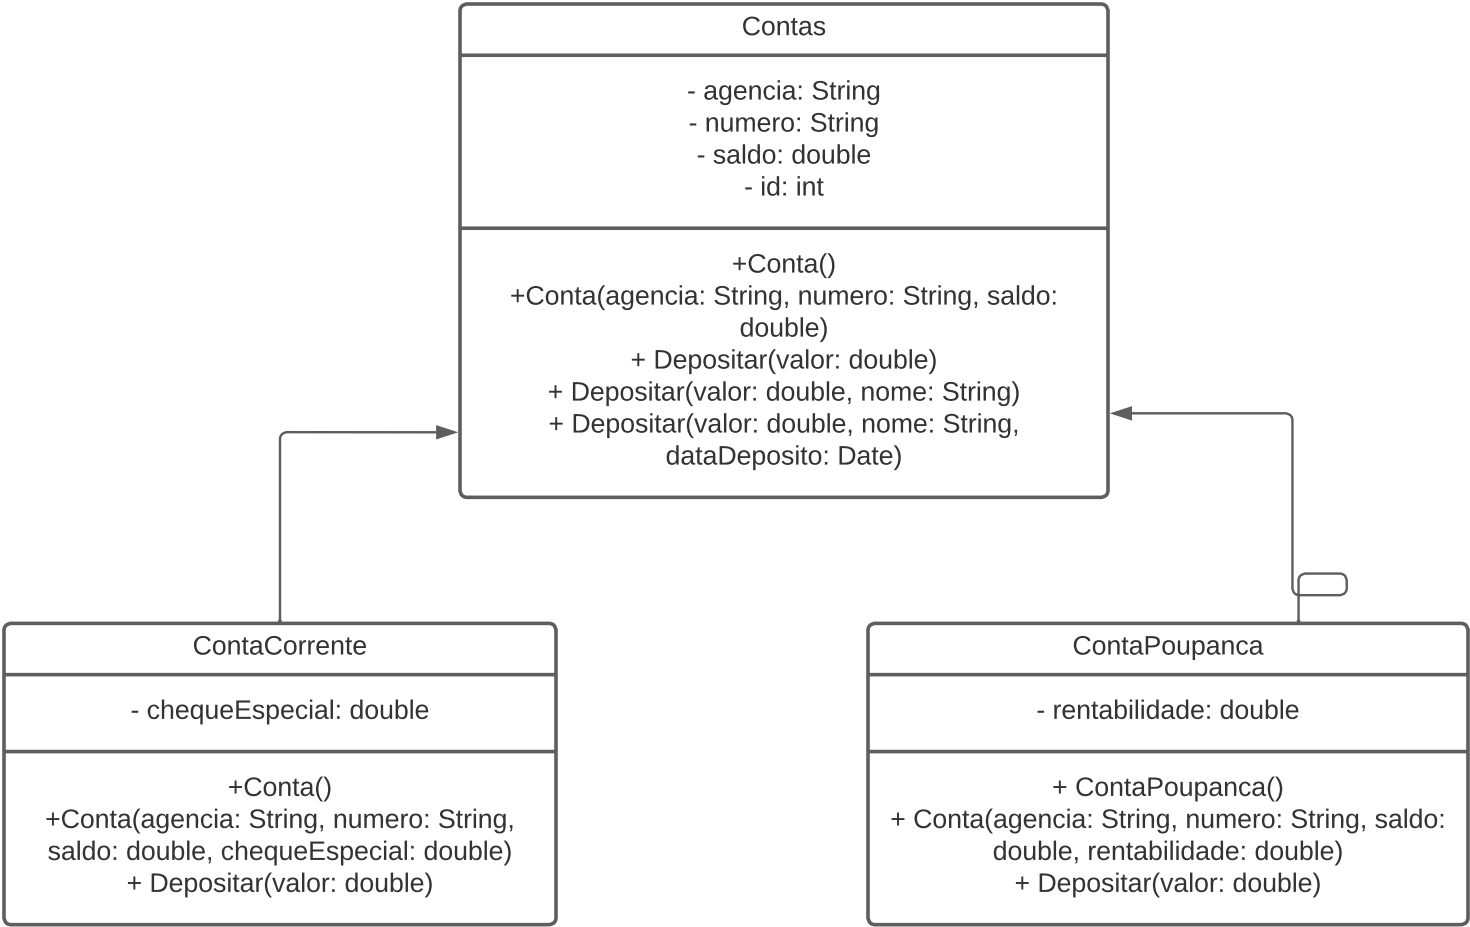 Contas
- agencia: String
- numero: String
- saldo: double
- id: int
+Conta()
+Conta(agencia: String, numero: String, saldo:
double)
+ Depositar(valor: double)
+ Depositar(valor: double, nome: String)
+ Depositar(valor: double, nome: String,
dataDeposito: Date)
ContaCorrente
- chequeEspecial: double
+Conta()
+Conta(agencia: String, numero: String,
saldo: double, chequeEspecial: double)
+ Depositar(valor: double)
ContaPoupanca
- rentabilidade: double
+ ContaPoupanca()
+ Conta(agencia: String, numero: String, saldo:
double, rentabilidade: double)
+ Depositar(valor: double)